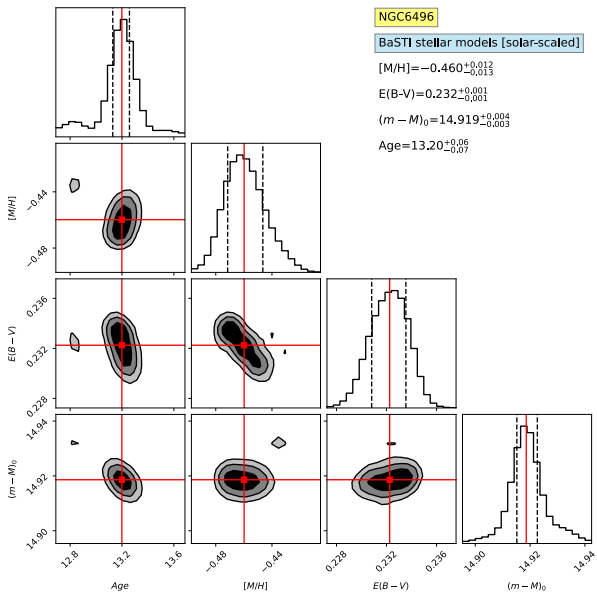 NGC6496
BaSTI stellar models [solar-scaled]
[M/H]=−0.460+0.012−0.013
E(B-V)=0.232+0.001−0.001
(m − M)0=14.919+0.004−0.003
Age=13.20+0.06−0.07
[M/H]
−0.44
−0.48
E(B − V)
0.236
0.232
0.228
(m − M)0
14.94
14.92
14.90
12.8 13.2 13.6
−0.48 −0.44
0.228 0.232 0.236
14.90 14.92 14.94
Age [M/H] E(B − V) (m − M)0